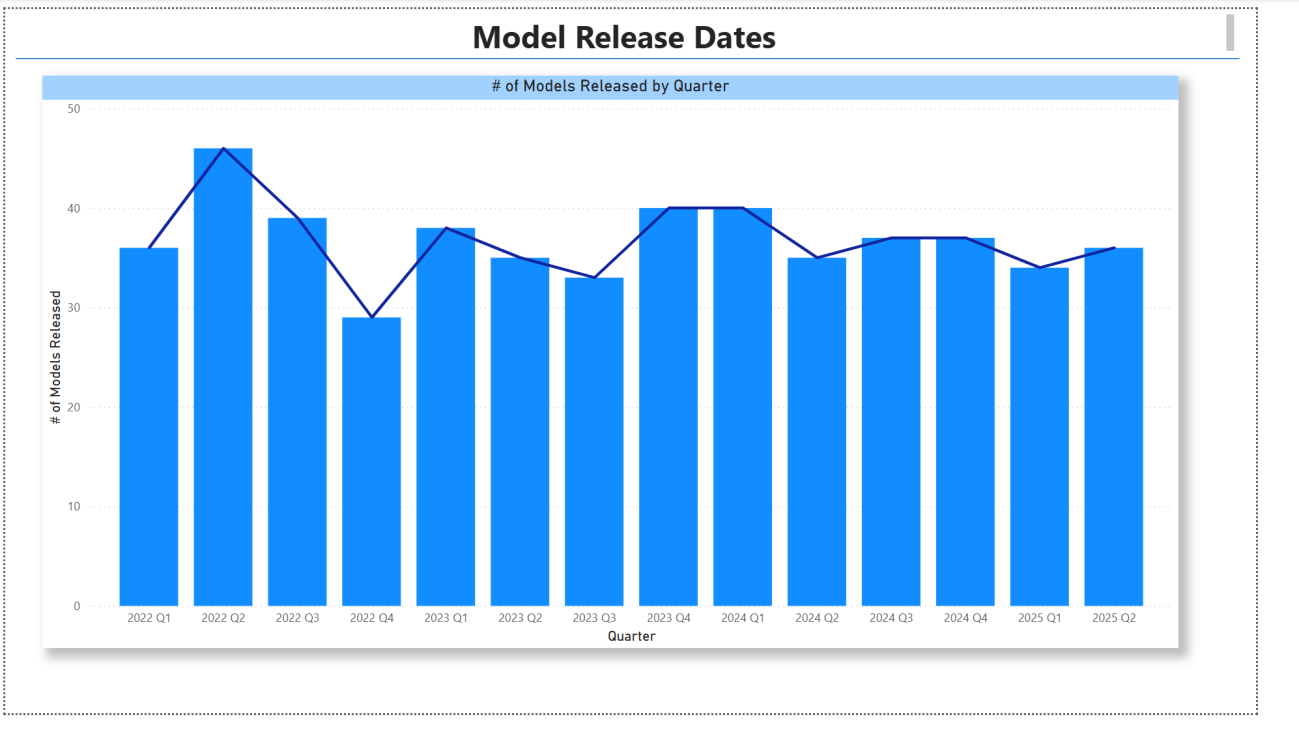 Model Release Dates
# of Models Released by Quarter
50
40
30
20
10
0
# of Models Released
2022 Q1 2022 Q2 2022 Q3 2022 Q4 2023 Q1 2023 Q2 2023 Q3 2023 Q4 2024 Q1 2024 Q2 2024 Q3 2024 Q4 2025 Q1 2025 Q2
Quarter